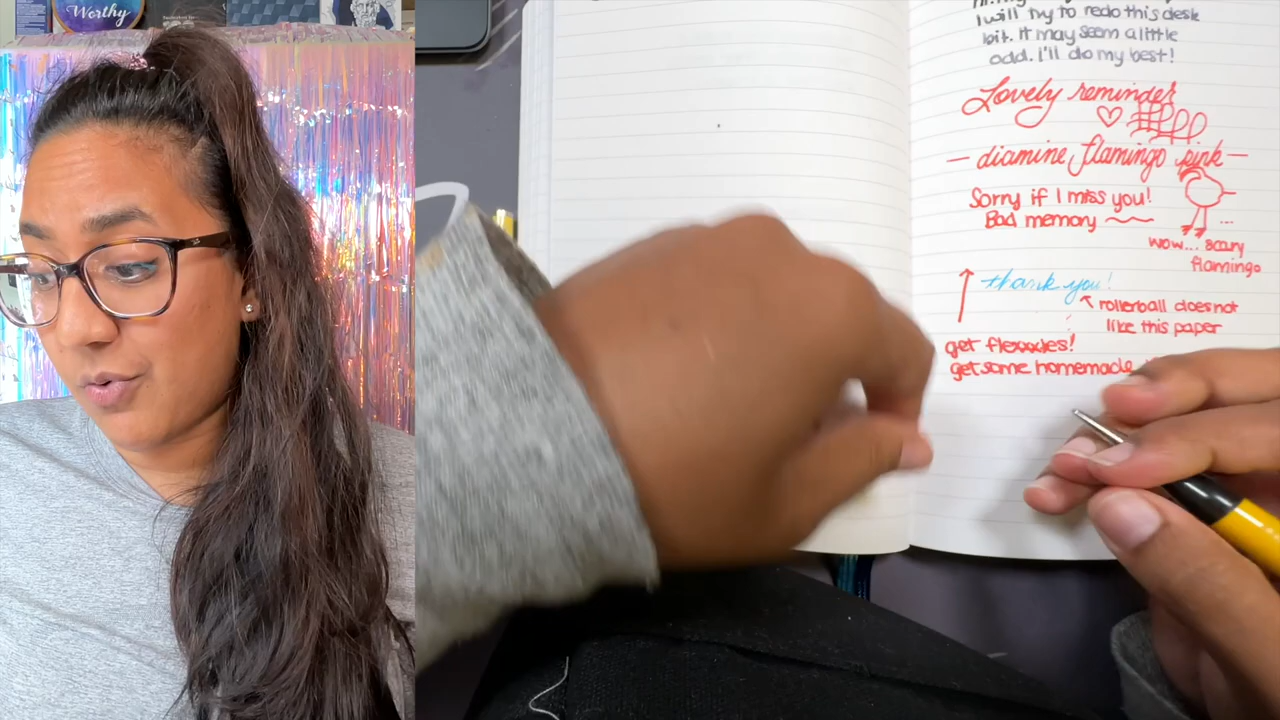 Worthy
I will try to redo this desk
bit. It may seem a little
odd. I'll do my best!
Lovely reminder
— diamine flamingo pink —
Sorry if I miss you!
Bad memory
...
wow... scary
flamingo
thank you!
rollerball does not
like this paper
get flexxies!
get some homemade